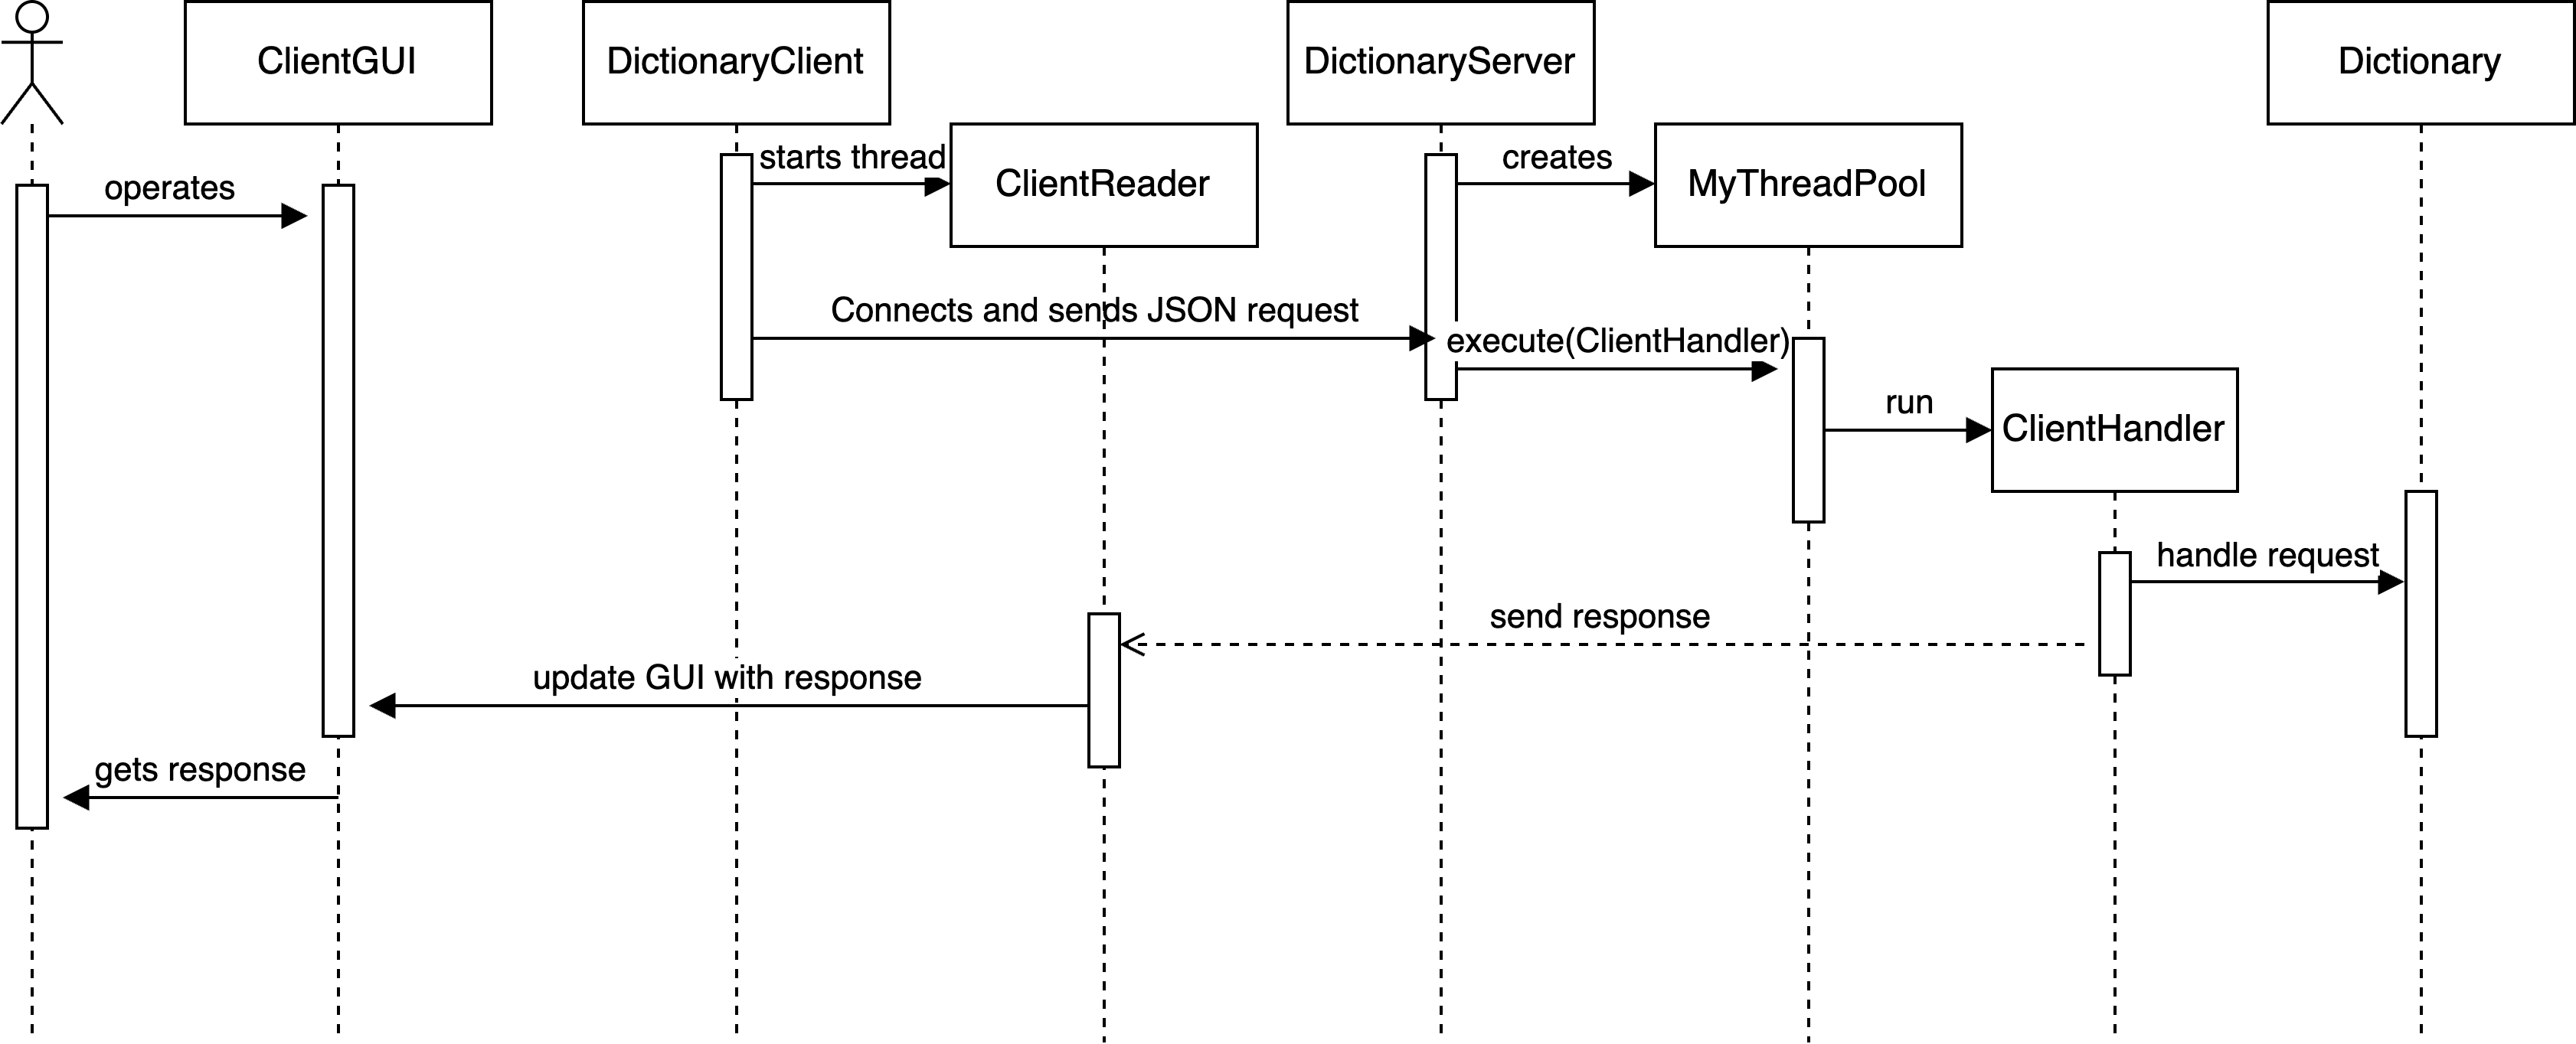 ClientGUI
DictionaryClient
DictionaryServer
Dictionary
starts thread
creates
ClientReader
MyThreadPool
operates
Connects and sends JSON request
execute(ClientHandler)
run
ClientHandler
handle request
send response
update GUI with response
gets response